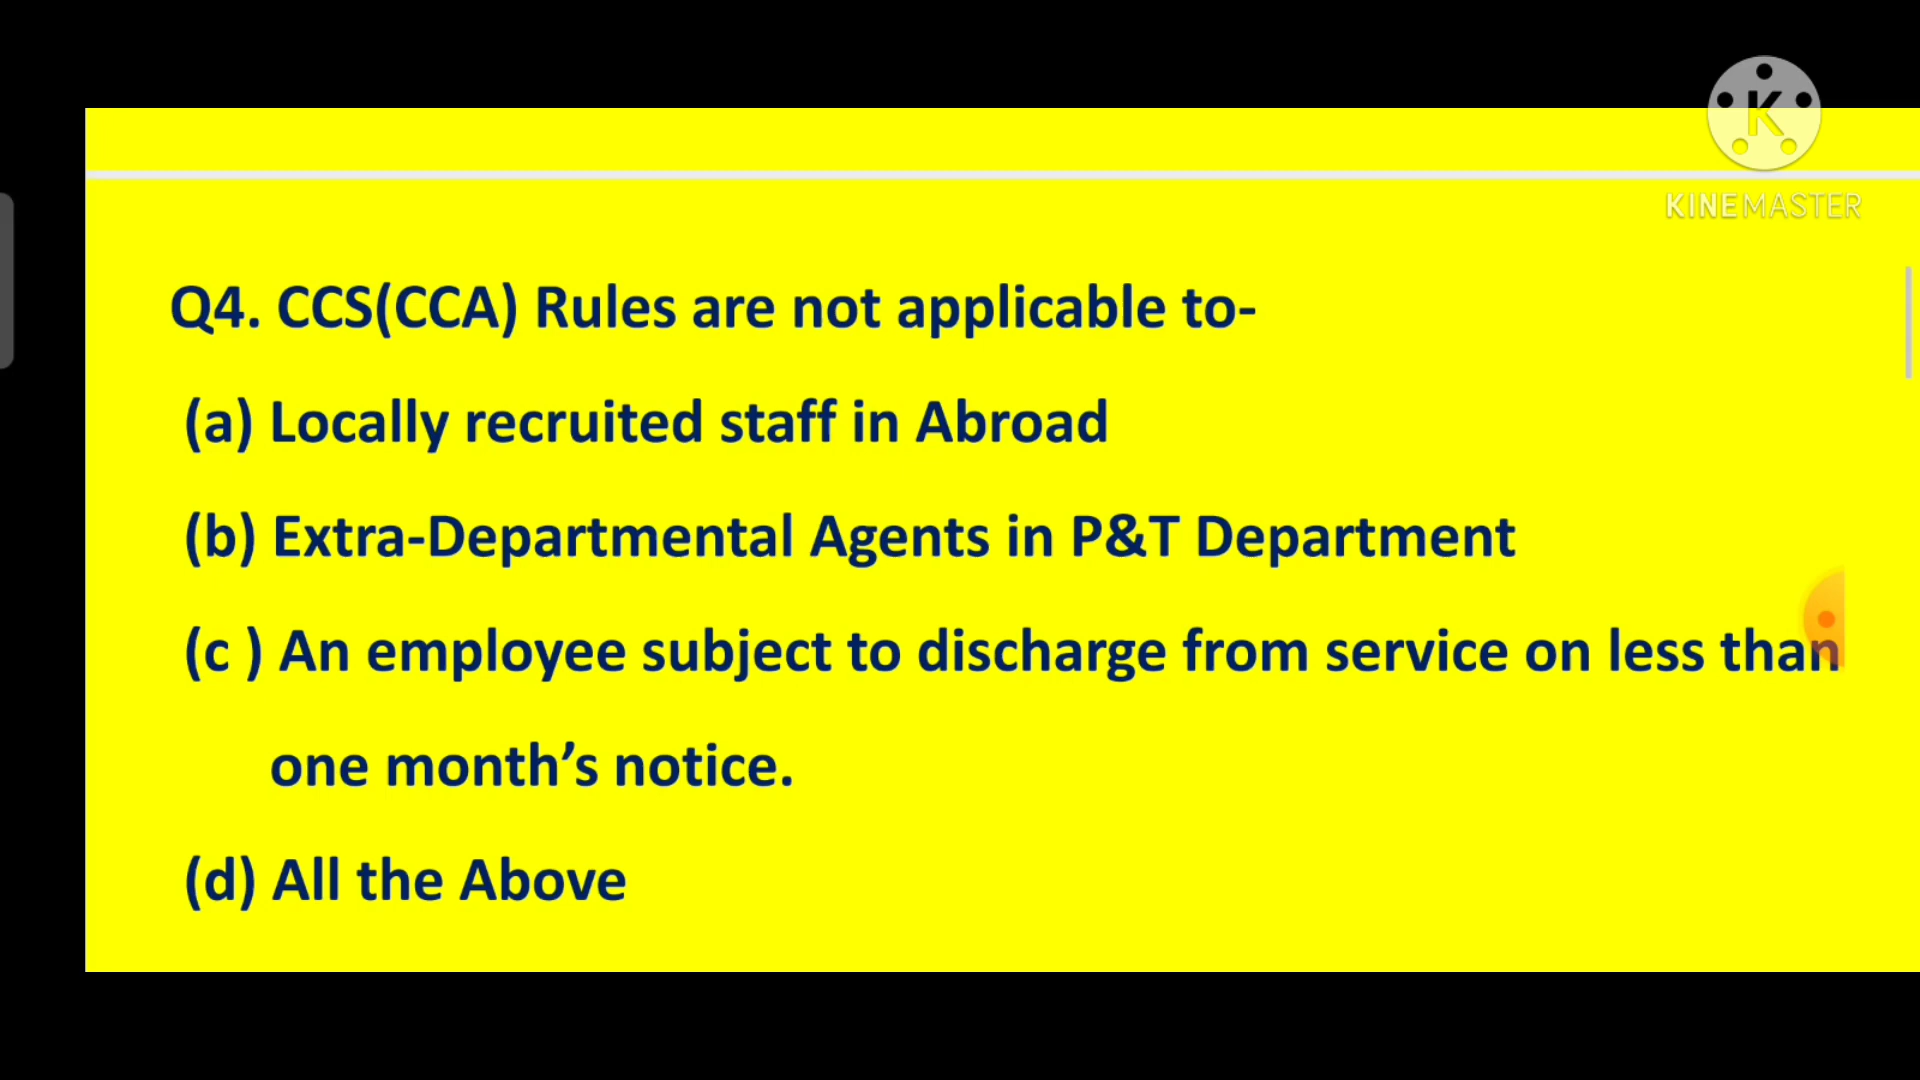 K
KINEMASTER
Q4. CCS(CCA) Rules are not applicable to-
(a) Locally recruited staff in Abroad
(b) Extra-Departmental Agents in P&T Department
(c ) An employee subject to discharge from service on less than
one month’s notice.
(d) All the Above